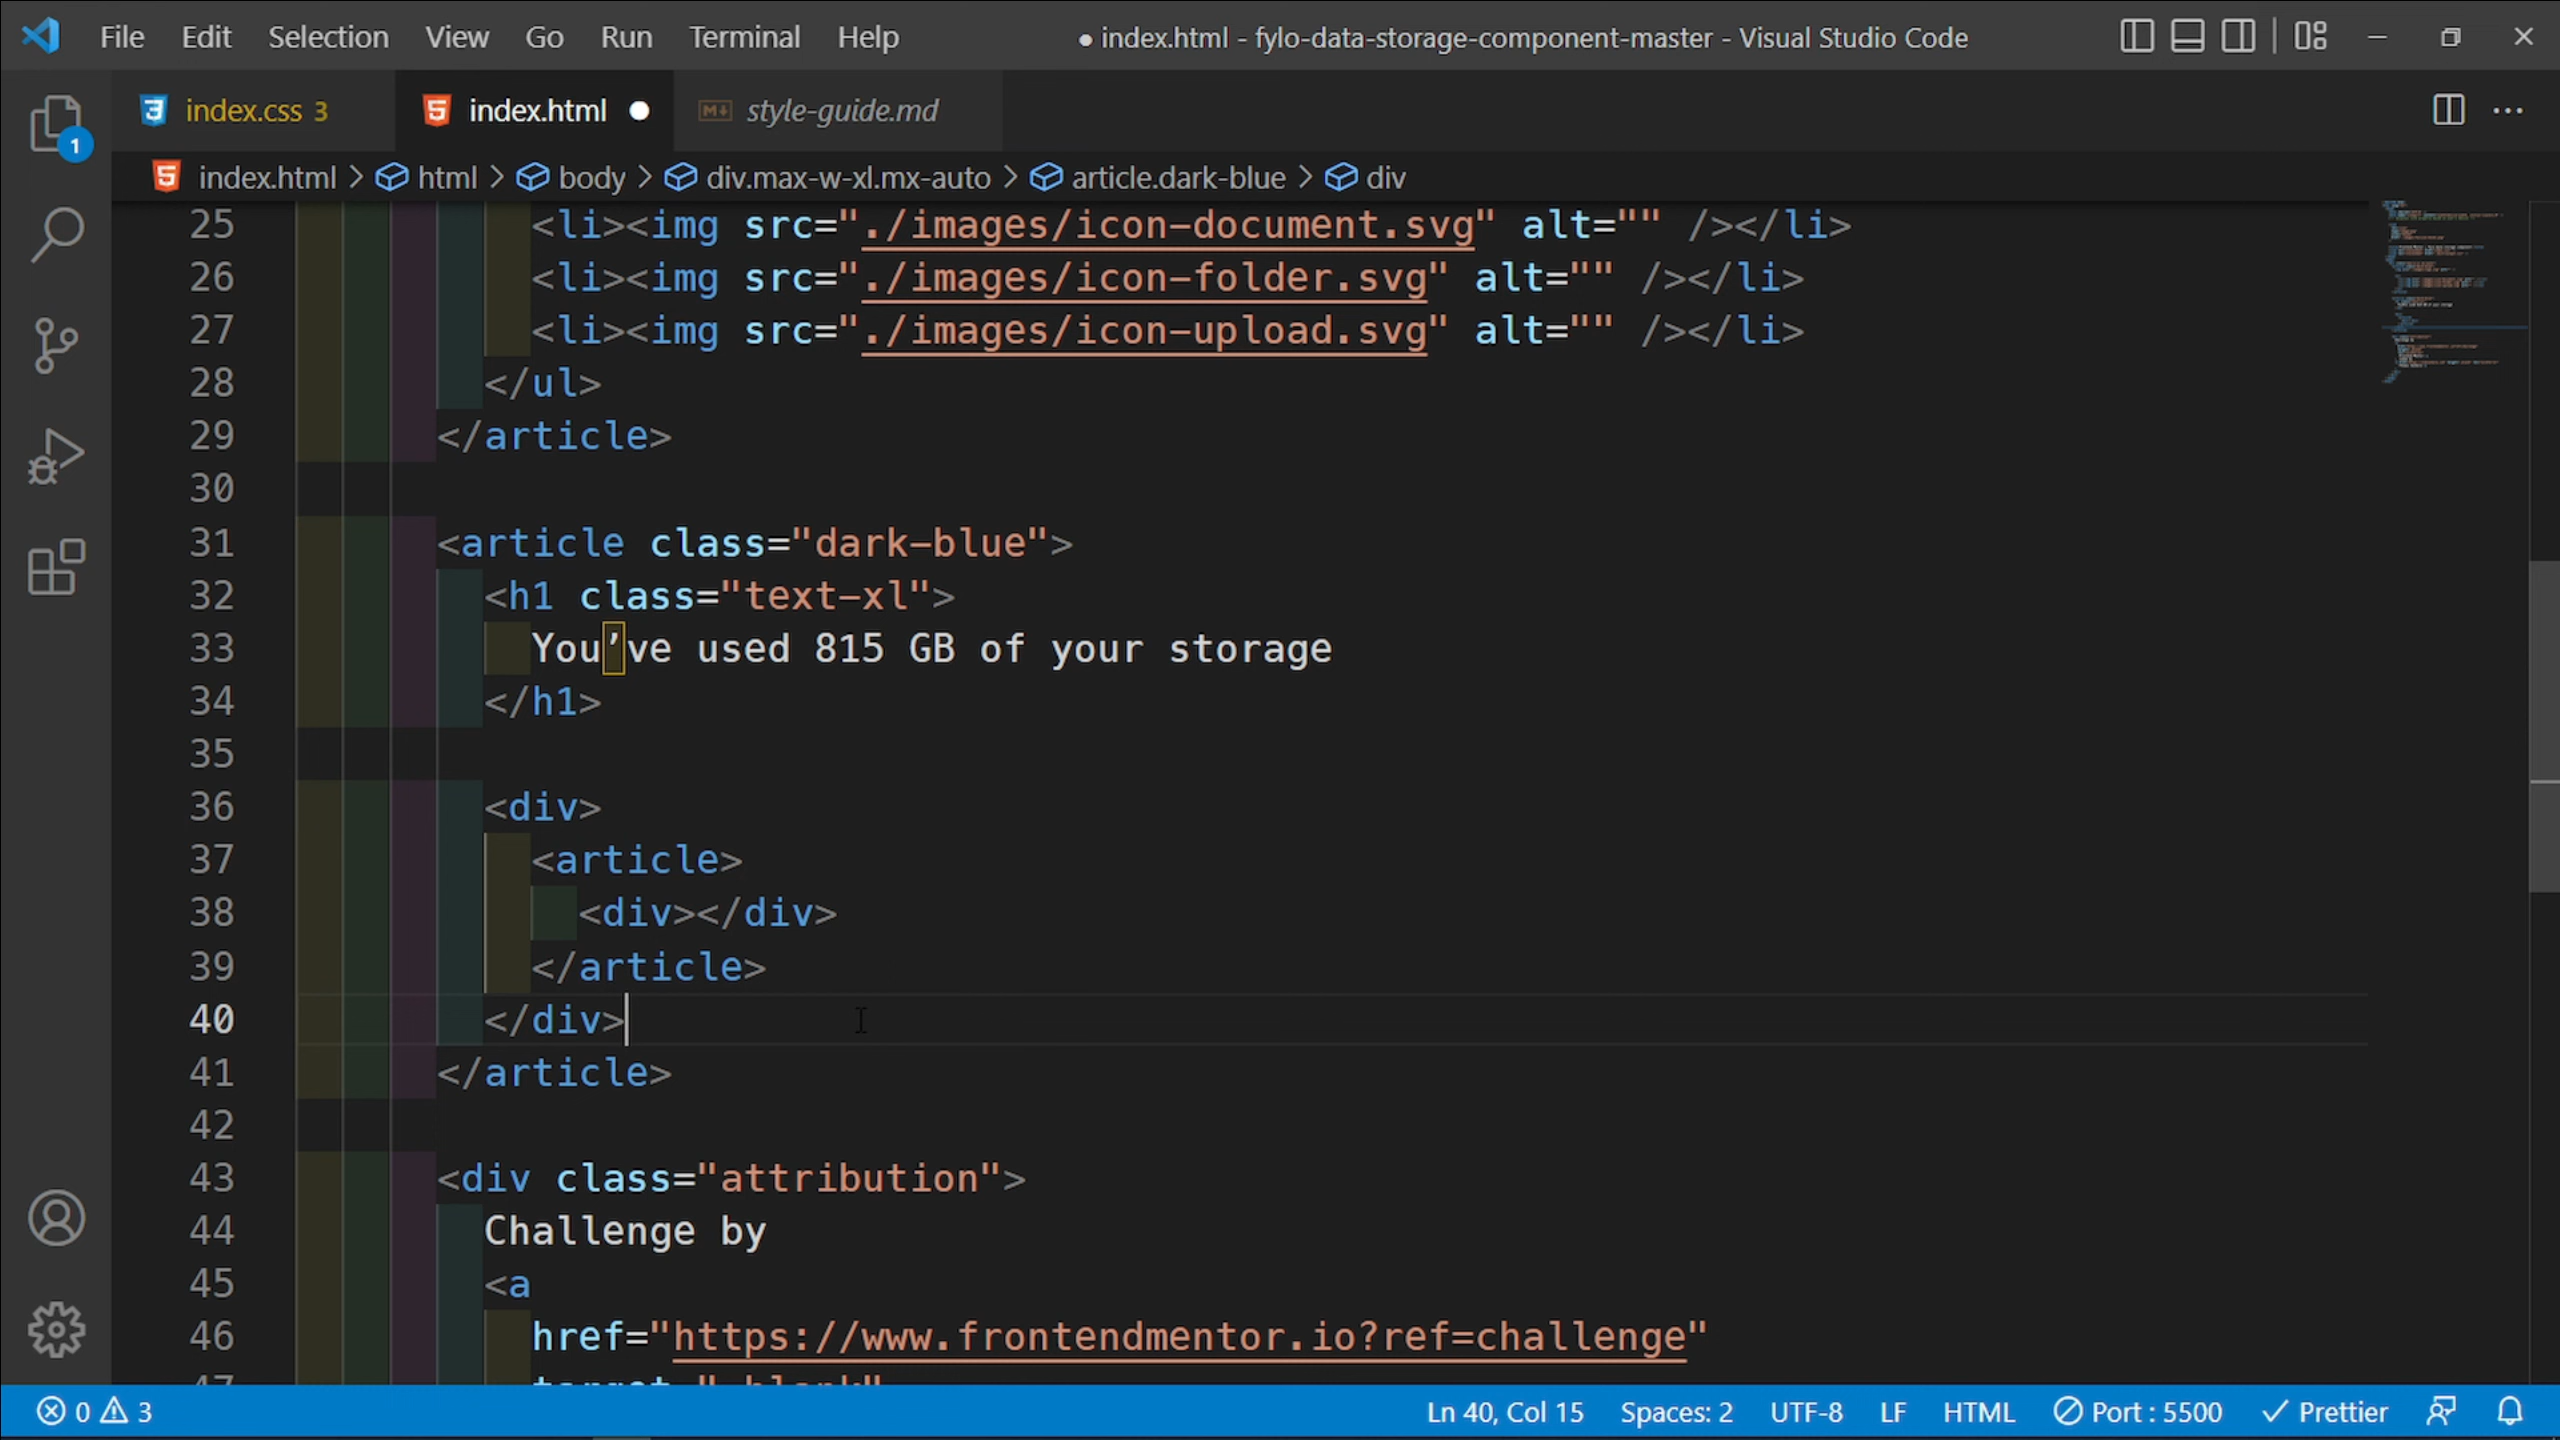 File Edit Selection View Go Run Terminal Help ● index.html - fylo-data-storage-component-master - Visual Studio Code
index.css 3 index.html ● style-guide.md
1
index.html > html > body > div.max-w-xl.mx-auto > article.dark-blue > div
25 <li><img src="./images/icon-document.svg" alt="" /></li>
26 <li><img src="./images/icon-folder.svg" alt="" /></li>
27 <li><img src="./images/icon-upload.svg" alt="" /></li>
28 </ul>
29 </article>
30
31 <article class="dark-blue">
32 <h1 class="text-xl">
33 You’ve used 815 GB of your storage
34 </h1>
35
36 <div>
37 <article>
38 <div></div>
39 </article>
40 </div>
41 </article>
42
43 <div class="attribution">
44 Challenge by
45 <a
46 href="https://www.frontendmentor.io?ref=challenge"
47 target="_blank"
0 3 Ln 40, Col 15 Spaces: 2 UTF-8 LF HTML Port : 5500 Prettier